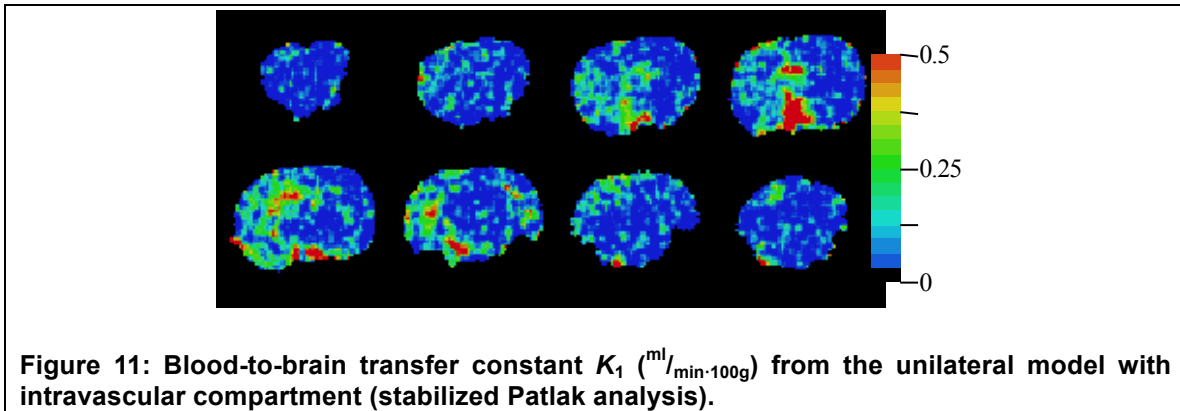 0.5
0.25
0
Figure 11: Blood-to-brain transfer constant K₁ (ml/min·100g) from the unilateral model with
intravascular compartment (stabilized Patlak analysis).